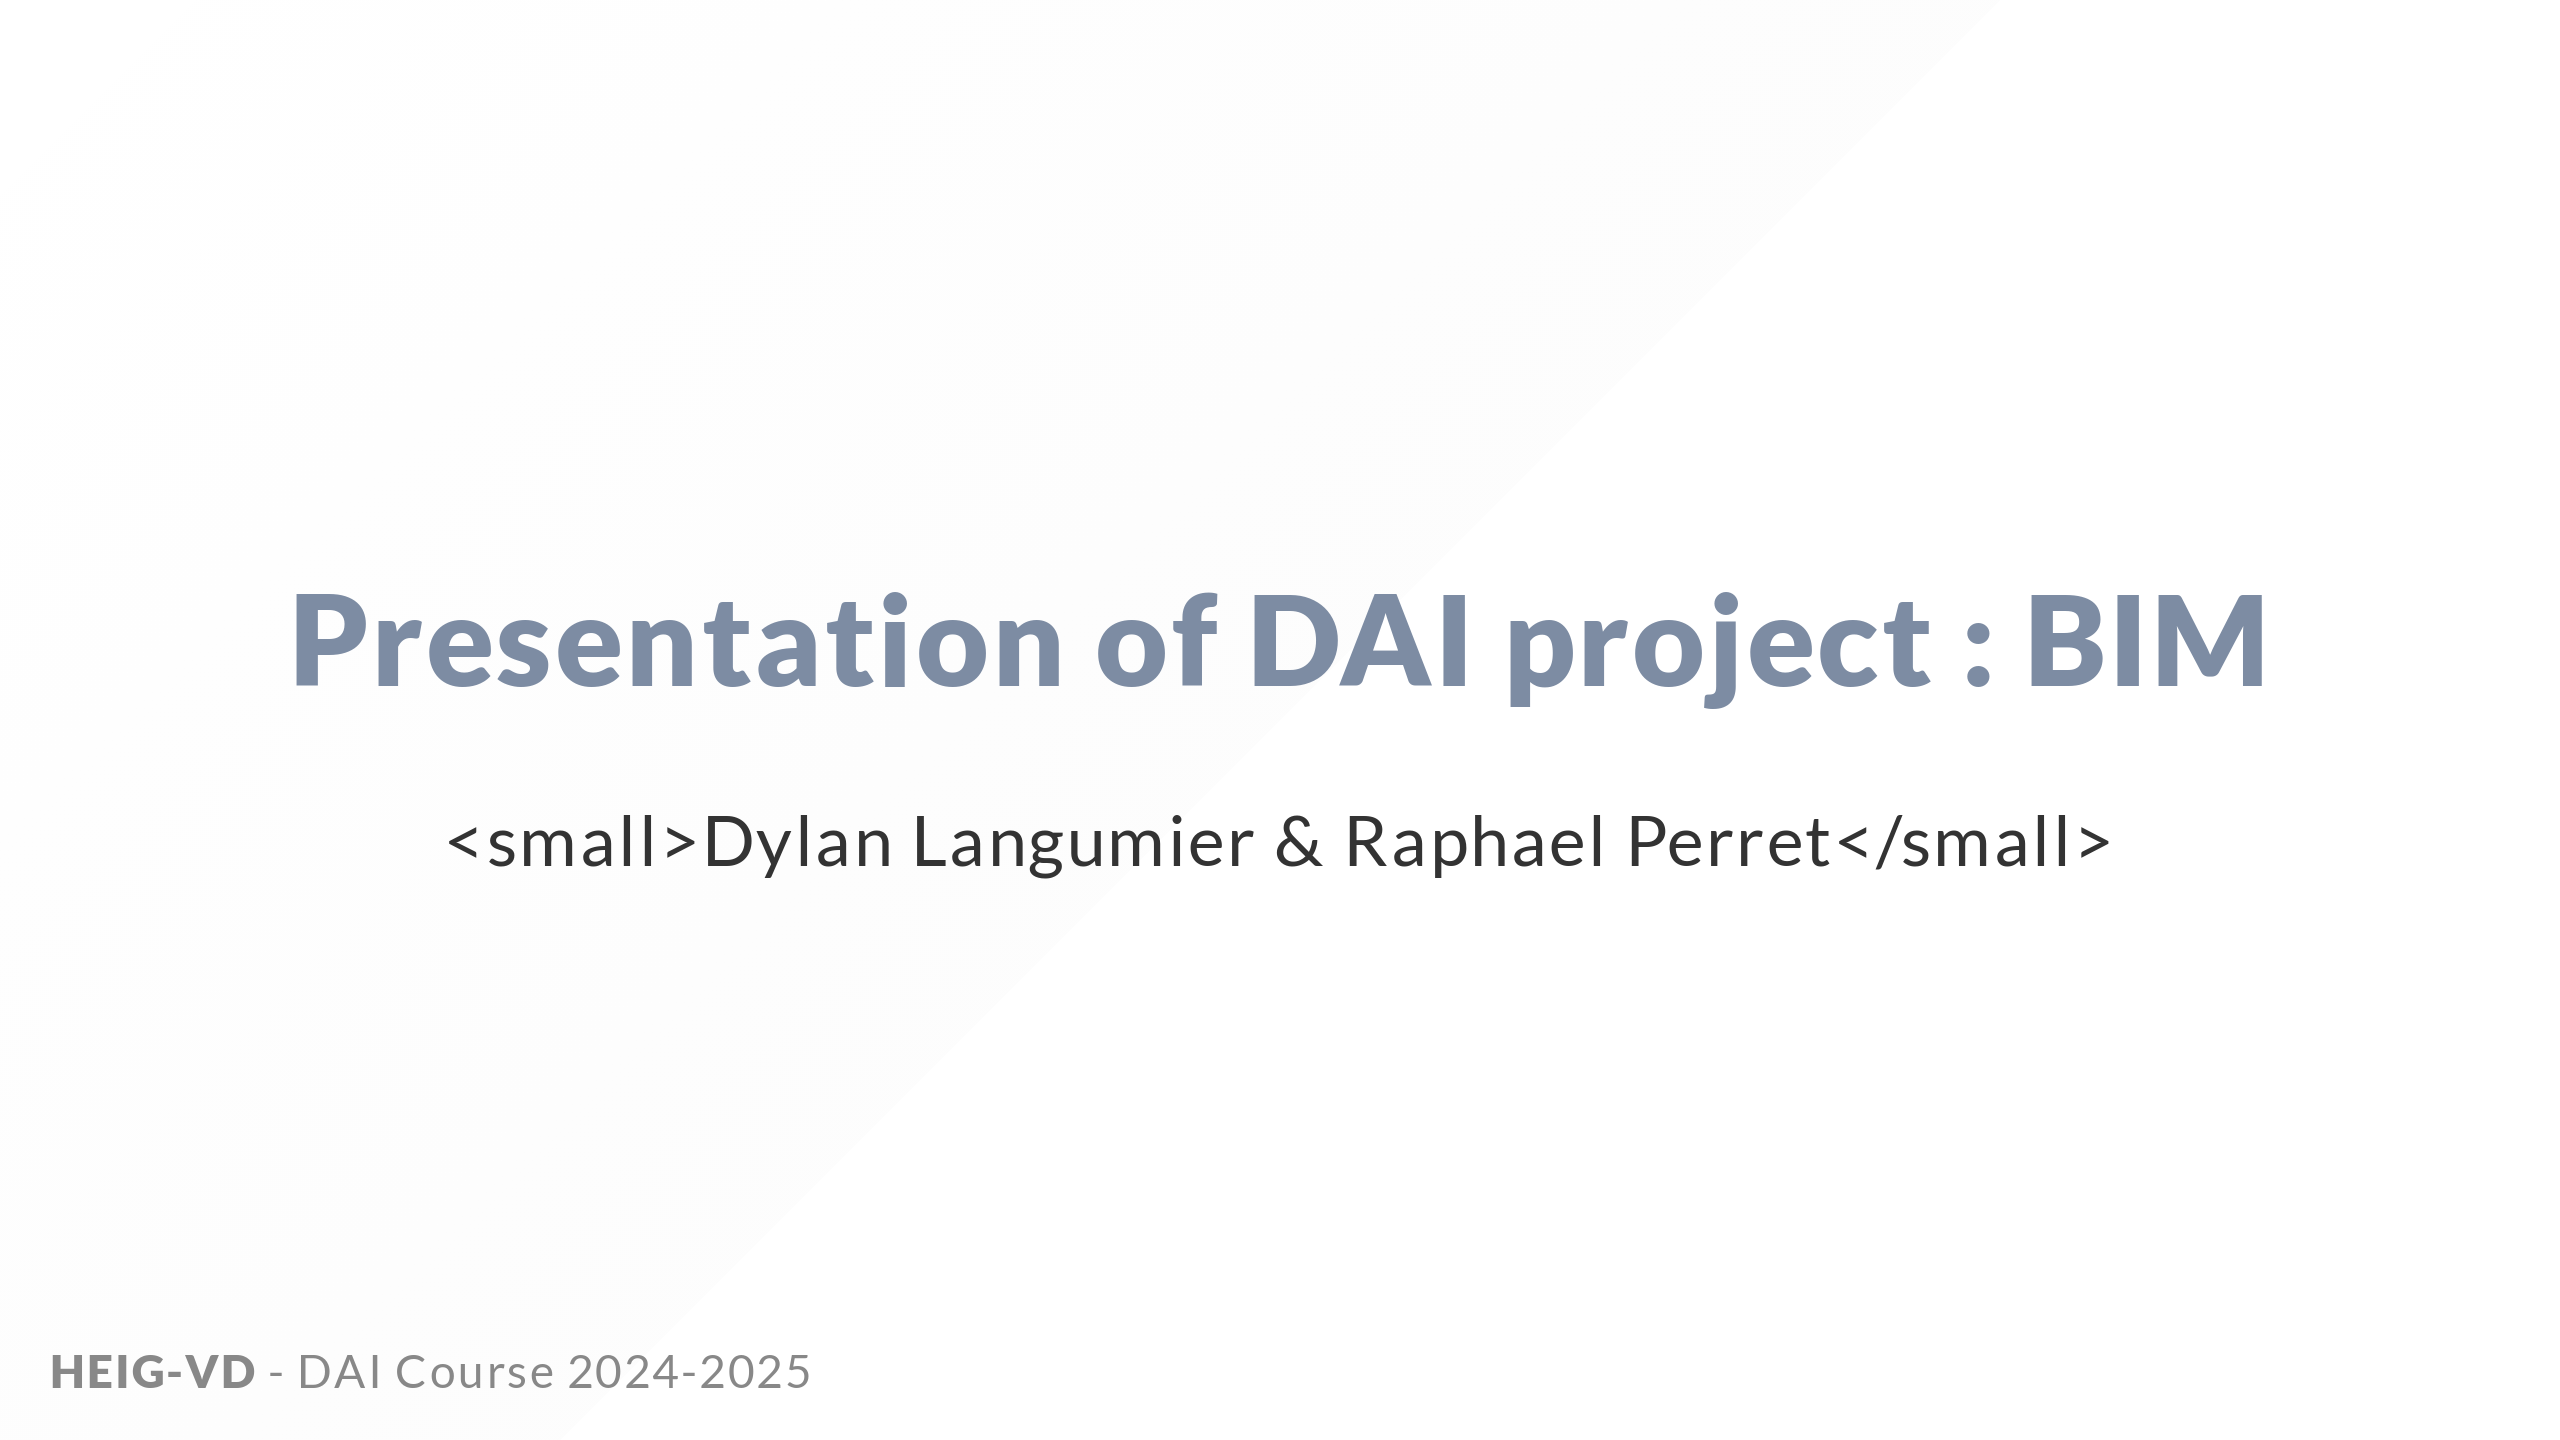 Presentation of DAI project : BIM
<small>Dylan Langumier & Raphael Perret</small>
HEIG-VD - DAI Course 2024-2025